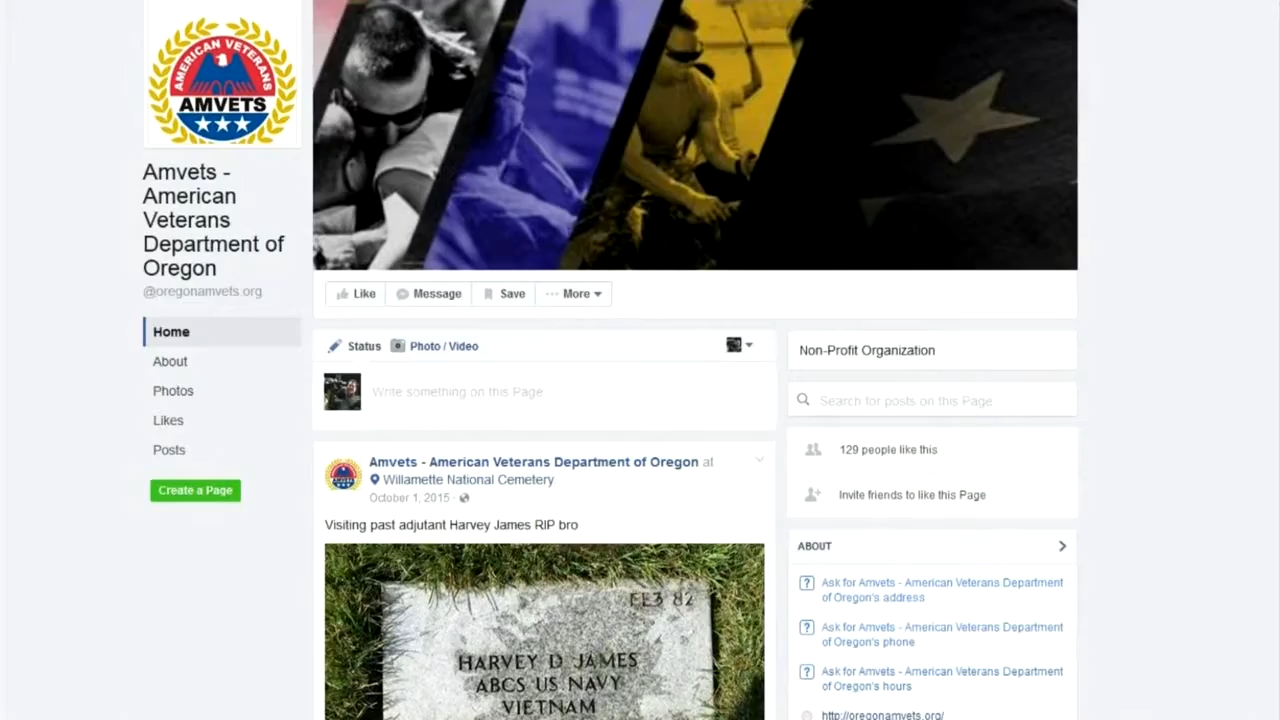 AMERICAN VETERANS
AMVETS
Amvets -
American
Veterans
Department of
Oregon
@oregonamvets.org
Home
About
Photos
Likes
Posts
Create a Page
Like
Message
Save
More
Status
Photo / Video
Write something on this Page
Amvets - American Veterans Department of Oregon at
Willamette National Cemetery
October 1, 2015 ·
Visiting past adjutant Harvey James RIP bro
HARVEY D JAMES
ABCS US NAVY
VIETNAM
Non-Profit Organization
Search for posts on this Page
129 people like this
Invite friends to like this Page
ABOUT
Ask for Amvets - American Veterans Department
of Oregon's address
Ask for Amvets - American Veterans Department
of Oregon's phone
Ask for Amvets - American Veterans Department
of Oregon's hours
http://oregonamvets.org/